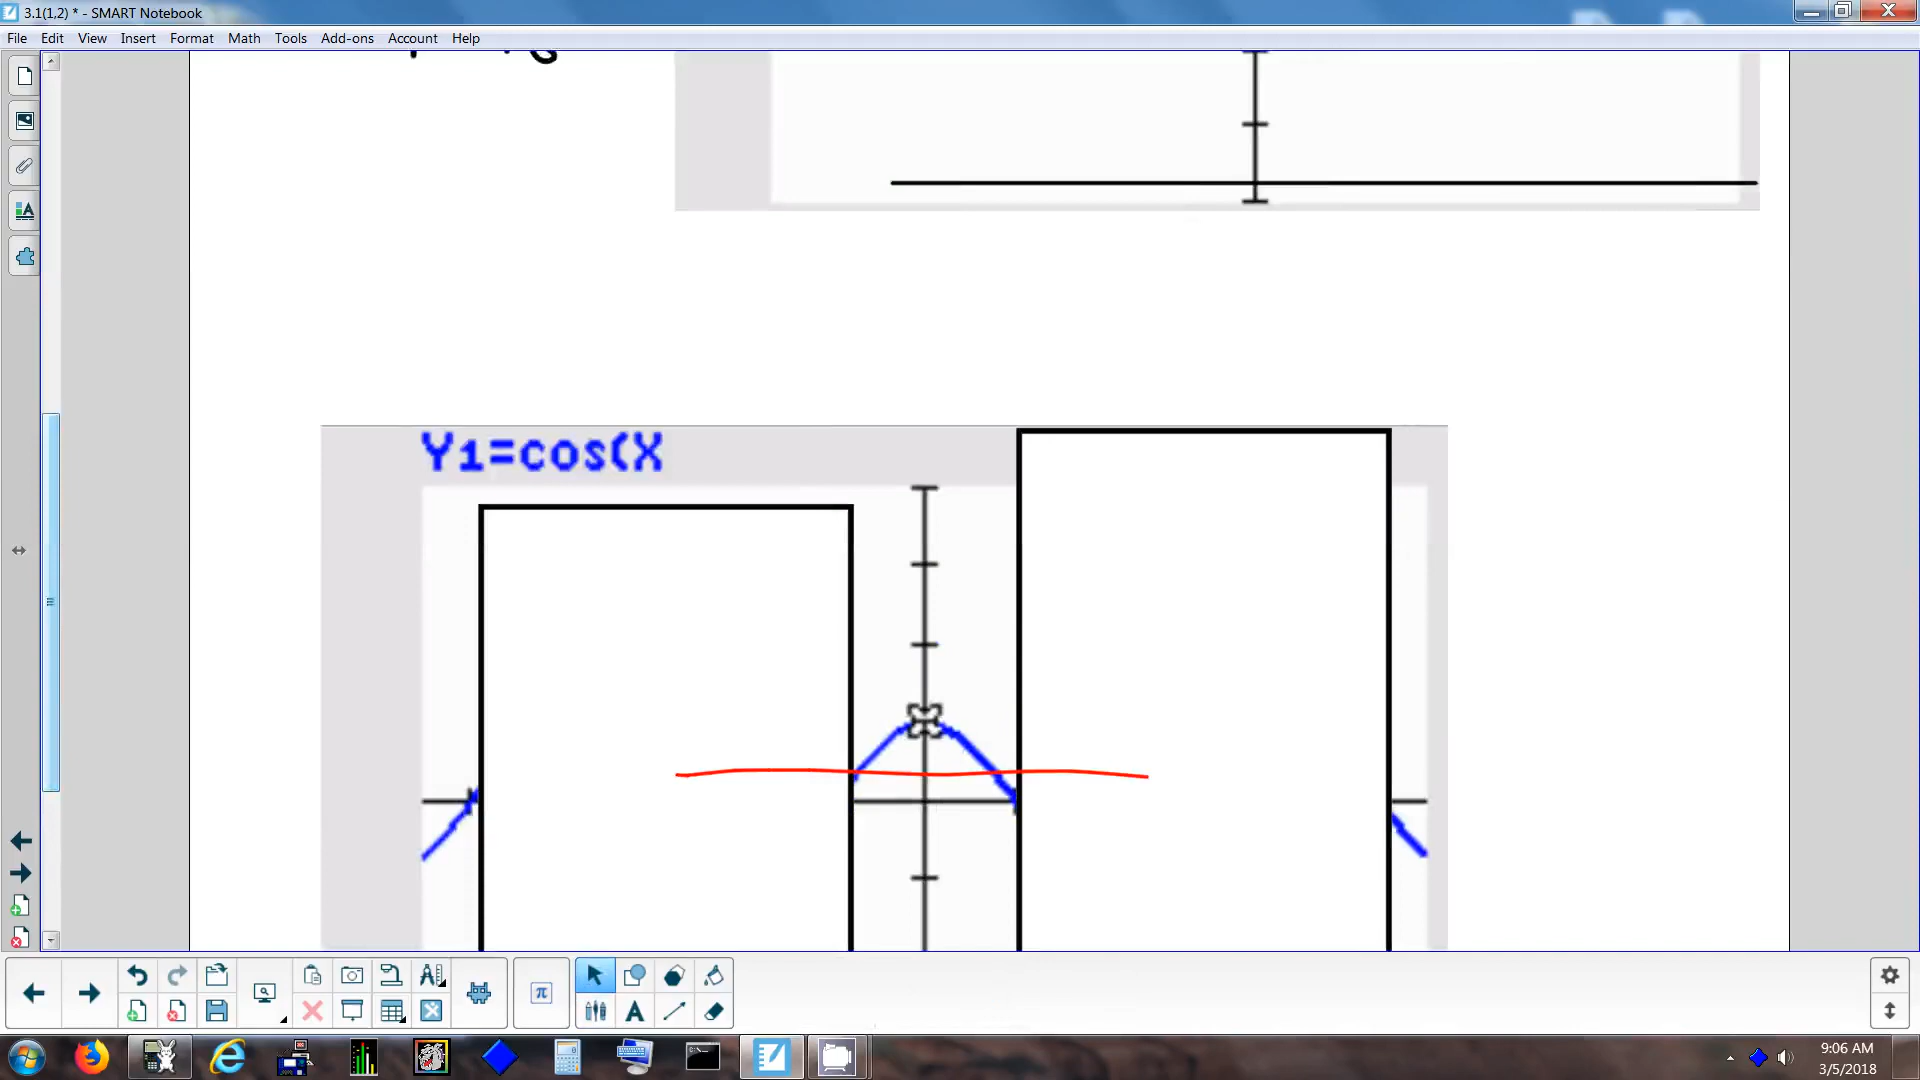 3.1(1,2) * - SMART Notebook
File Edit View Insert Format Math Tools Add-ons Account Help
Y1=cos(X
π
A
9:06 AM
3/5/2018